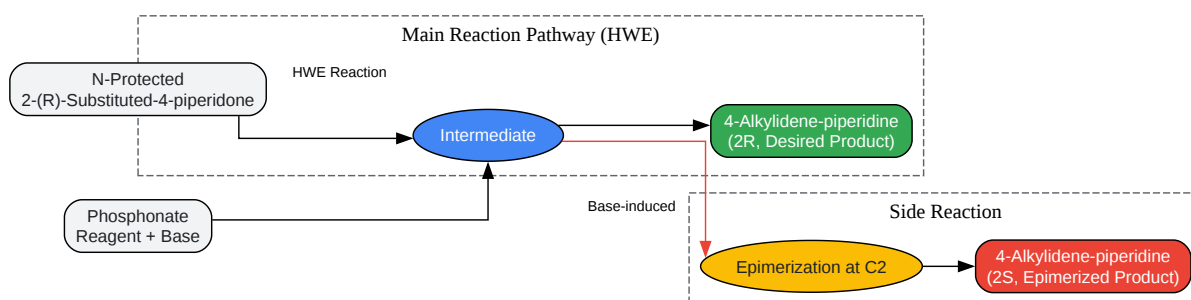 Main Reaction Pathway (HWE)
N-Protected
2-(R)-Substituted-4-piperidone
HWE Reaction
Intermediate
4-Alkylidene-piperidine
(2R, Desired Product)
Phosphonate
Reagent + Base
Base-induced
Side Reaction
Epimerization at C2
4-Alkylidene-piperidine
(2S, Epimerized Product)